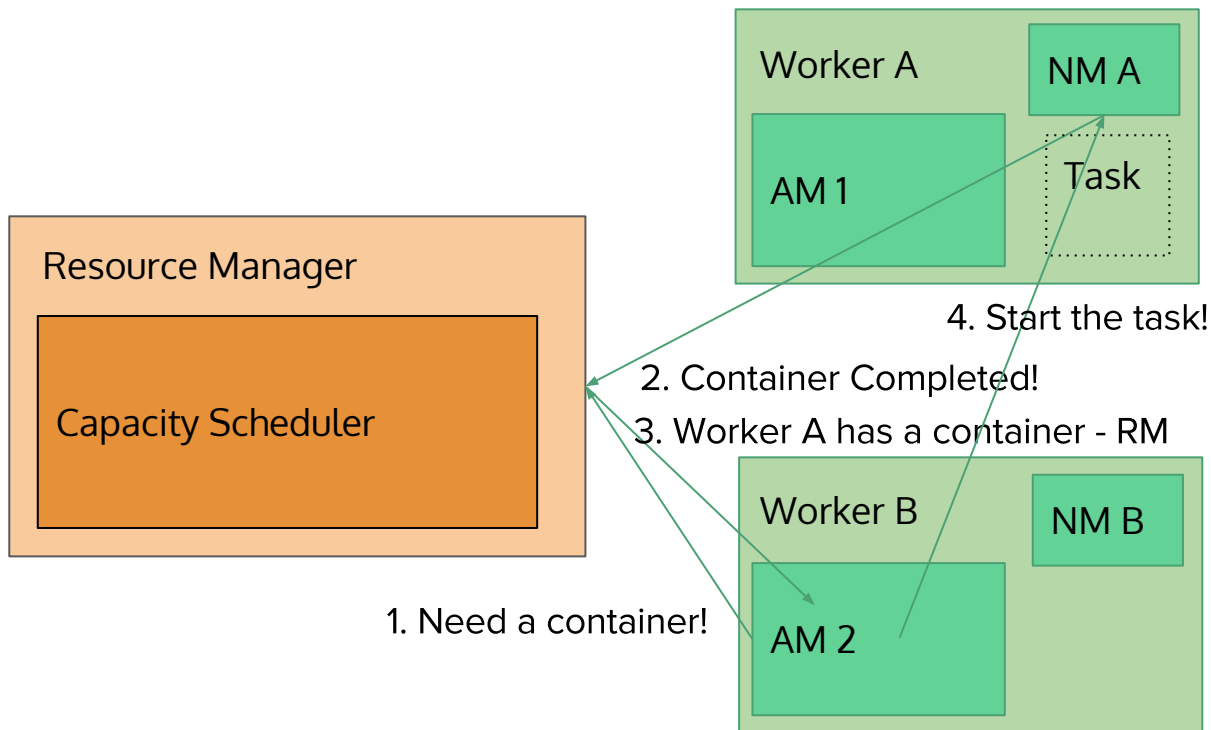 Worker A
NM A
AM 1
Task
Resource Manager
Capacity Scheduler
4. Start the task!
2. Container Completed!
3. Worker A has a container - RM
Worker B
NM B
1. Need a container!
AM 2